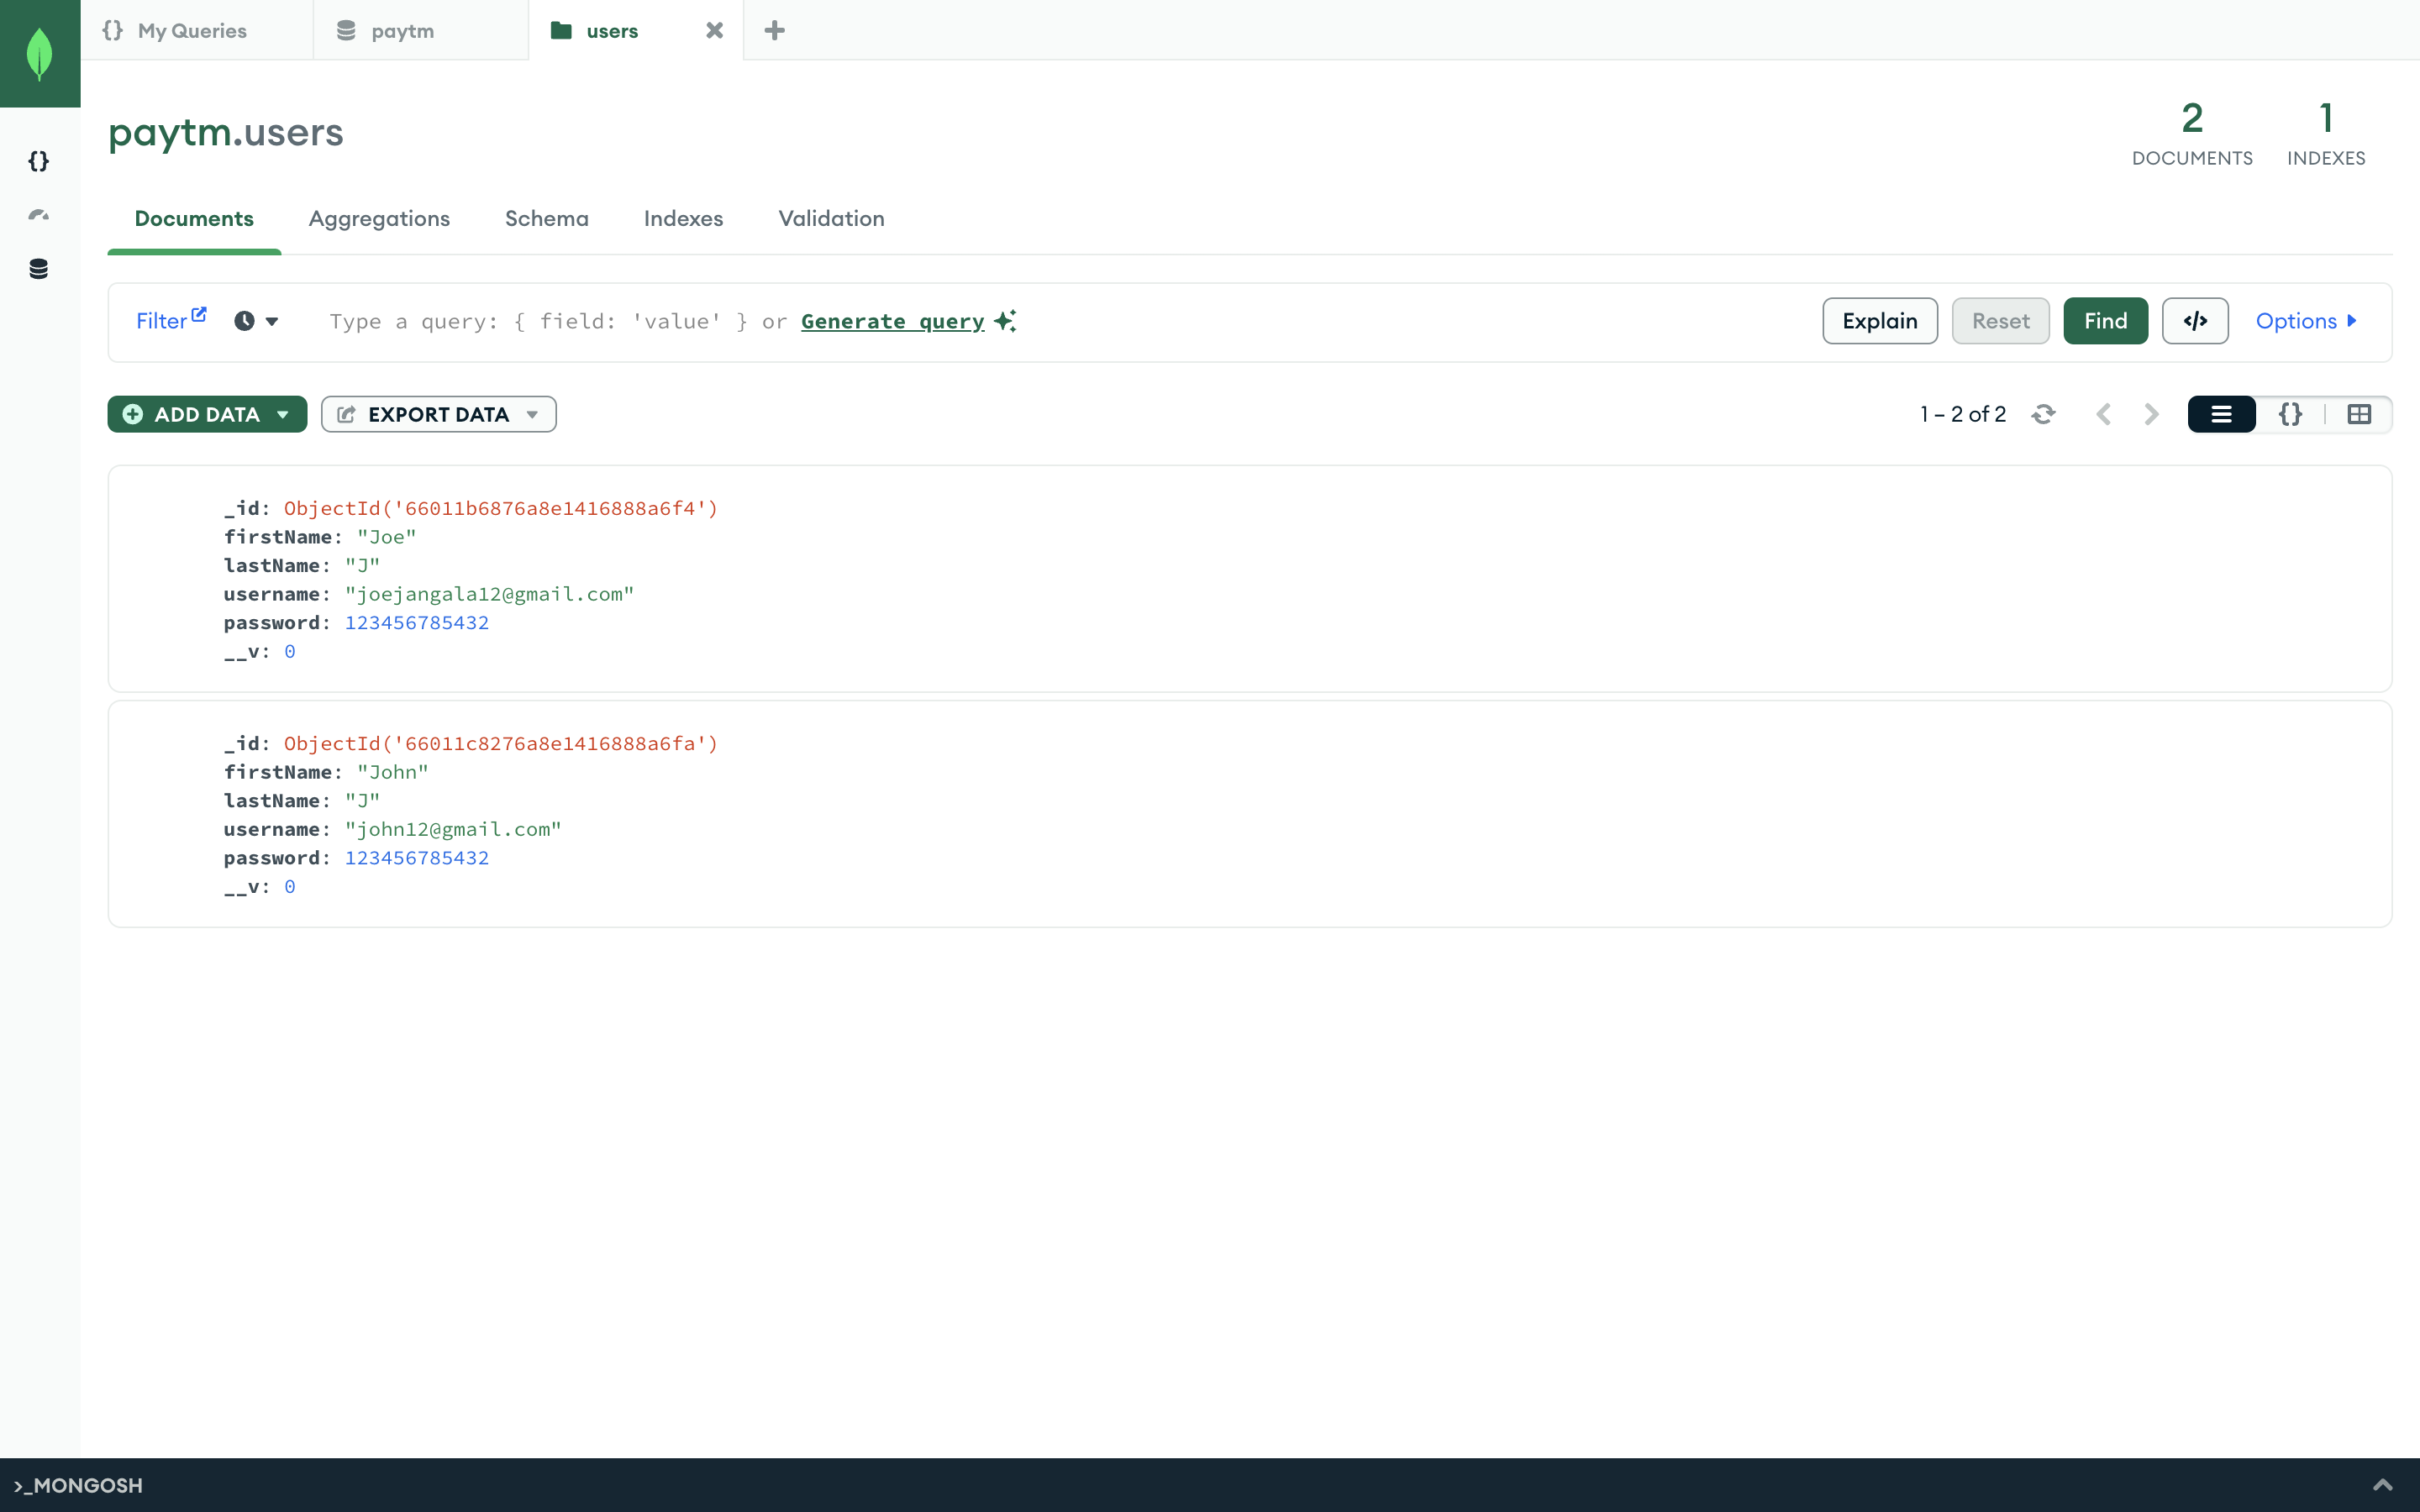 {} My Queries
paytm
users
paytm.users
2
DOCUMENTS
1
INDEXES
Documents
Aggregations
Schema
Indexes
Validation
Filter
Type a query: { field: 'value' } or Generate query
Explain
Reset
Find
</>
Options
ADD DATA
EXPORT DATA
1 – 2 of 2
{}
_id: ObjectId('66011b6876a8e1416888a6f4')
firstName: "Joe"
lastName: "J"
username: "joejangala12@gmail.com"
password: 123456785432
__v: 0
_id: ObjectId('66011c8276a8e1416888a6fa')
firstName: "John"
lastName: "J"
username: "john12@gmail.com"
password: 123456785432
__v: 0
>_MONGOSH